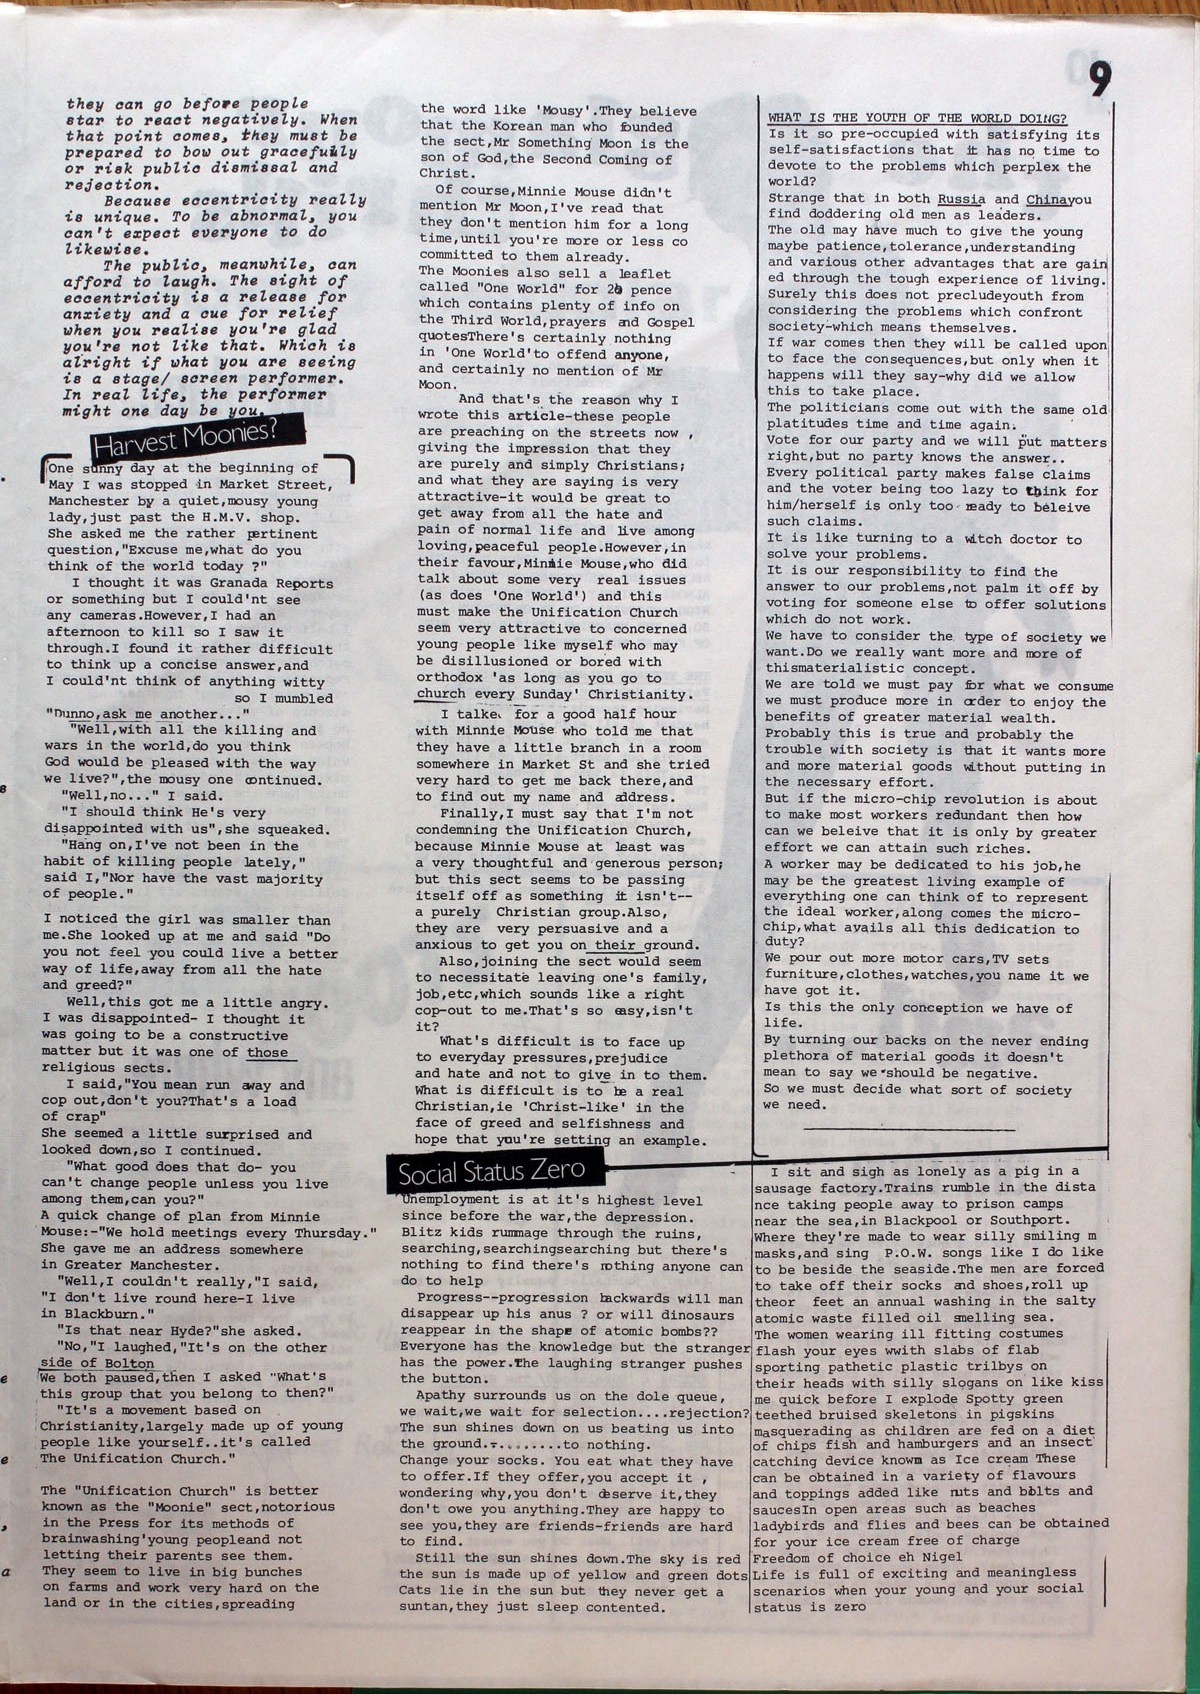 9
they can go before people
star to react negatively. When
that point comes, they must be
prepared to bow out gracefully
or risk public dismissal and
rejection.
Because eccentricity really
is unique. To be abnormal, you
can't expect everyone to do
likewise.
The public, meanwhile, can
afford to laugh. The sight of
eccentricity is a release for
anxiety and a cue for relief
when you realise you're glad
you're not like that. Which is
alright if what you are seeing
is a stage/ screen performer.
In real life, the performer
might one day be you.
Harvest Moonies?
One sunny day at the beginning of
May I was stopped in Market Street,
Manchester by a quiet,mousy young
lady,just past the H.M.V. shop.
She asked me the rather pertinent
question,"Excuse me,what do you
think of the world today ?"
I thought it was Granada Reports
or something but I could'nt see
any cameras.However,I had an
afternoon to kill so I saw it
through.I found it rather difficult
to think up a concise answer,and
I could'nt think of anything witty
so I mumbled
"Dunno,ask me another..."
"Well,with all the killing and
wars in the world,do you think
God would be pleased with the way
we live?",the mousy one continued.
"Well,no..." I said.
"I should think He's very
disappointed with us",she squeaked.
"Hang on,I've not been in the
habit of killing people lately,"
said I,"Nor have the vast majority
of people."
I noticed the girl was smaller than
me.She looked up at me and said "Do
you not feel you could live a better
way of life,away from all the hate
and greed?"
Well,this got me a little angry.
I was disappointed- I thought it
was going to be a constructive
matter but it was one of those
religious sects.
I said,"You mean run away and
cop out,don't you?That's a load
of crap"
She seemed a little surprised and
looked down,so I continued.
"What good does that do- you
can't change people unless you live
among them,can you?"
A quick change of plan from Minnie
Mouse:-"We hold meetings every Thursday."
She gave me an address somewhere
in Greater Manchester.
"Well,I couldn't really,"I said,
"I don't live round here-I live
in Blackburn."
"Is that near Hyde?"she asked.
"No,"I laughed,"It's on the other
side of Bolton
We both paused,then I asked "What's
this group that you belong to then?"
"It's a movement based on
Christianity,largely made up of young
people like yourself..it's called
The Unification Church."
The "Unification Church" is better
known as the "Moonie" sect,notorious
in the Press for its methods of
brainwashing'young peopleand not
letting their parents see them.
They seem to live in big bunches
on farms and work very hard on the
land or in the cities,spreading
the word like 'Mousy'.They believe
that the Korean man who founded
the sect,Mr Something Moon is the
son of God,the Second Coming of
Christ.
Of course,Minnie Mouse didn't
mention Mr Moon,I've read that
they don't mention him for a long
time,until you're more or less co
committed to them already.
The Moonies also sell a leaflet
called "One World" for pence
which contains plenty of info on
the Third World,prayers and Gospel
quotesThere's certainly nothing
in 'One World'to offend anyone,
and certainly no mention of Mr
Moon.
And that's the reason why I
wrote this article-these people
are preaching on the streets now ,
giving the impression that they
are purely and simply Christians;
and what they are saying is very
attractive-it would be great to
get away from all the hate and
pain of normal life and live among
loving,peaceful people.However,in
their favour,Minnie Mouse,who did
talk about some very real issues
(as does 'One World') and this
must make the Unification Church
seem very attractive to concerned
young people like myself who may
be disillusioned or bored with
orthodox 'as long as you go to
church every Sunday' Christianity.
I talked for a good half hour
with Minnie Mouse who told me that
they have a little branch in a room
somewhere in Market St and she tried
very hard to get me back there,and
to find out my name and address.
Finally,I must say that I'm not
condemning the Unification Church,
because Minnie Mouse at least was
a very thoughtful and generous person;
but this sect seems to be passing
itself off as something it isn't--
a purely Christian group.Also,
they are very persuasive and a
anxious to get you on their ground.
Also,joining the sect would seem
to necessitate leaving one's family,
job,etc,which sounds like a right
cop-out to me.That's so easy,isn't
it?
What's difficult is to face up
to everyday pressures,prejudice
and hate and not to give in to them.
What is difficult is to be a real
Christian,ie 'Christ-like' in the
face of greed and selfishness and
hope that you're setting an example.
WHAT IS THE YOUTH OF THE WORLD DOING?
Is it so pre-occupied with satisfying its
self-satisfactions that it has no time to
devote to the problems which perplex the
world?
Strange that in both Russia and Chinayou
find doddering old men as leaders.
The old may have much to give the young
maybe patience,tolerance,understanding
and various other advantages that are gain
ed through the tough experience of living.
Surely this does not precludeyouth from
considering the problems which confront
society-which means themselves.
If war comes then they will be called upon
to face the consequences,but only when it
happens will they say-why did we allow
this to take place.
The politicians come out with the same old
platitudes time and time again.
Vote for our party and we will put matters
right,but no party knows the answer..
Every political party makes false claims
and the voter being too lazy to think for
him/herself is only too ready to beleive
such claims.
It is like turning to a witch doctor to
solve your problems.
It is our responsibility to find the
answer to our problems,not palm it off by
voting for someone else to offer solutions
which do not work.
We have to consider the type of society we
want.Do we really want more and more of
thismaterialistic concept.
We are told we must pay for what we consume
we must produce more in order to enjoy the
benefits of greater material wealth.
Probably this is true and probably the
trouble with society is that it wants more
and more material goods without putting in
the necessary effort.
But if the micro-chip revolution is about
to make most workers redundant then how
can we beleive that it is only by greater
effort we can attain such riches.
A worker may be dedicated to his job,he
may be the greatest living example of
everything one can think of to represent
the ideal worker,along comes the micro-
chip,what avails all this dedication to
duty?
We pour out more motor cars,TV sets
furniture,clothes,watches,you name it we
have got it.
Is this the only conception we have of
life.
By turning our backs on the never ending
plethora of material goods it doesn't
mean to say we should be negative.
So we must decide what sort of society
we need.
Social Status Zero
Unemployment is at it's highest level
since before the war,the depression.
Blitz kids rummage through the ruins,
searching,searchingsearching but there's
nothing to find there's nothing anyone can
do to help
Progress--progression backwards will man
disappear up his anus ? or will dinosaurs
reappear in the shape of atomic bombs??
Everyone has the knowledge but the stranger
has the power.The laughing stranger pushes
the button.
Apathy surrounds us on the dole queue,
we wait,we wait for selection....rejection?
The sun shines down on us beating us into
the ground..........to nothing.
Change your socks. You eat what they have
to offer.If they offer,you accept it ,
wondering why,you don't deserve it,they
don't owe you anything.They are happy to
see you,they are friends-friends are hard
to find.
Still the sun shines down.The sky is red
the sun is made up of yellow and green dots
Cats lie in the sun but they never get a
suntan,they just sleep contented.
I sit and sigh as lonely as a pig in a
sausage factory.Trains rumble in the dista
nce taking people away to prison camps
near the sea,in Blackpool or Southport.
Where they're made to wear silly smiling m
masks,and sing P.O.W. songs like I do like
to be beside the seaside.The men are forced
to take off their socks and shoes,roll up
theor feet an annual washing in the salty
atomic waste filled oil smelling sea.
The women wearing ill fitting costumes
flash your eyes wwith slabs of flab
sporting pathetic plastic trilbys on
their heads with silly slogans on like kiss
me quick before I explode Spotty green
teethed bruised skeletons in pigskins
masquerading as children are fed on a diet
of chips fish and hamburgers and an insect
catching device known as Ice cream These
can be obtained in a variety of flavours
and toppings added like nuts and bolts and
saucesIn open areas such as beaches
ladybirds and flies and bees can be obtained
for your ice cream free of charge
Freedom of choice eh Nigel
Life is full of exciting and meaningless
scenarios when your young and your social
status is zero